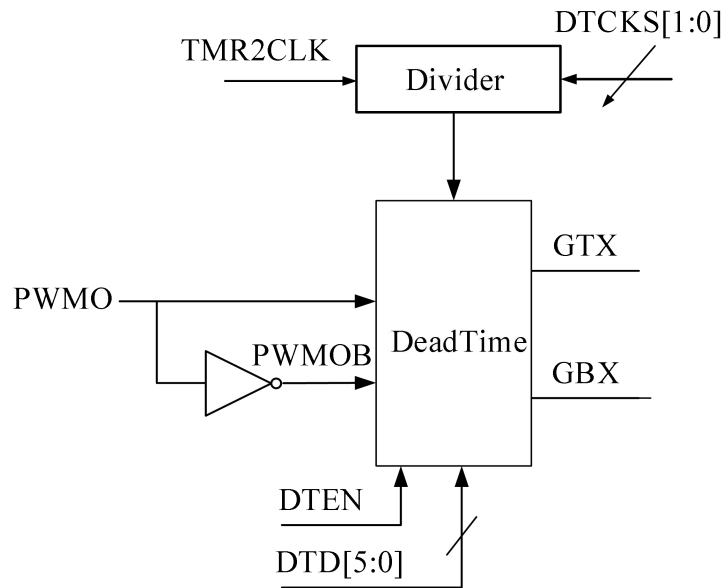 DTCKS[1:0]
TMR2CLK
Divider
GTX
PWMO
DeadTime
PWMOB
GBX
DTEN
DTD[5:0]